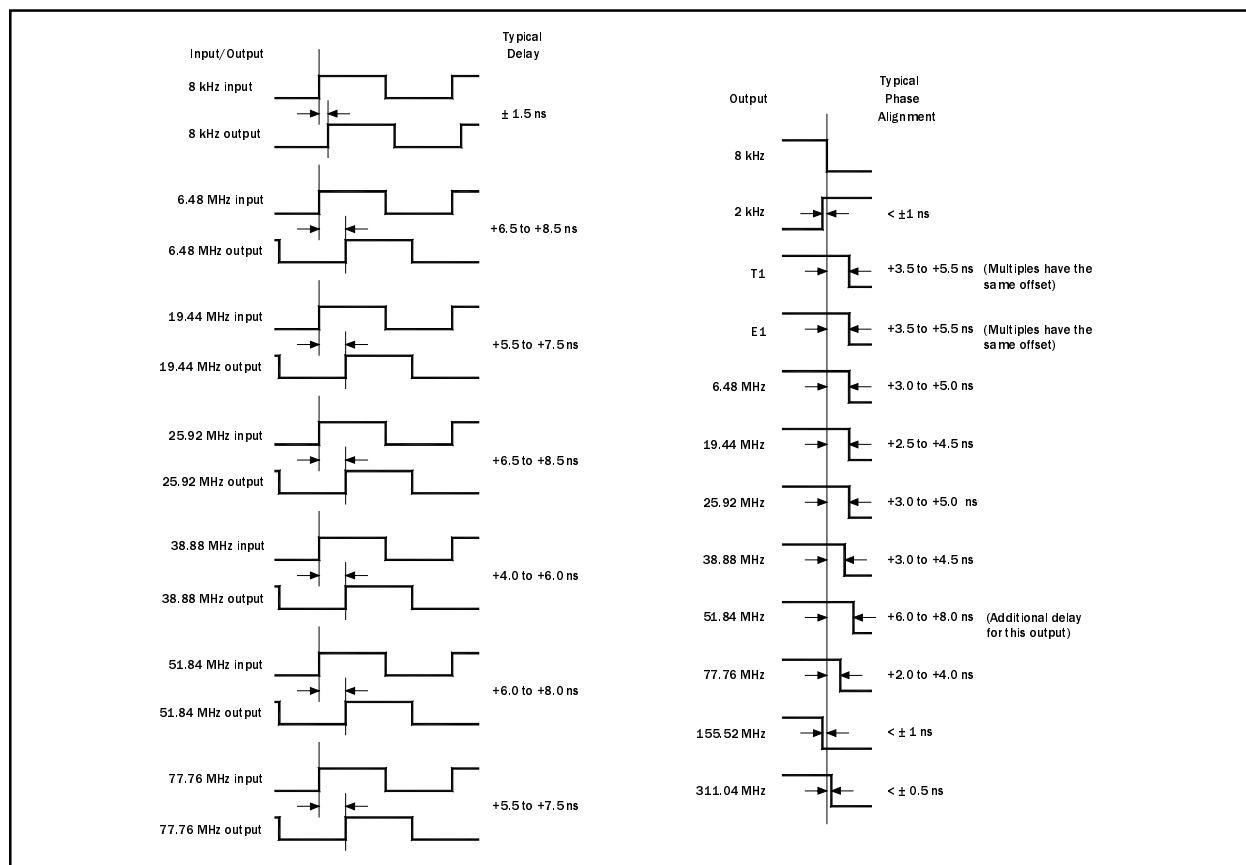 Input/Output
Typical
Delay
8 kHz input
± 1.5 ns
8 kHz output
6.48 MHz input
+6.5 to +8.5 ns
6.48 MHz output
19.44 MHz input
+5.5 to +7.5 ns
19.44 MHz output
25.92 MHz input
+6.5 to +8.5 ns
25.92 MHz output
38.88 MHz input
+4.0 to +6.0 ns
38.88 MHz output
51.84 MHz input
+6.0 to +8.0 ns
51.84 MHz output
77.76 MHz input
+5.5 to +7.5 ns
77.76 MHz output
Output
Typical
Phase
Alignment
8 kHz
2 kHz
< ±1 ns
T1
+3.5 to +5.5 ns (Multiples have the
same offset)
E1
+3.5 to +5.5 ns (Multiples have the
same offset)
6.48 MHz
+3.0 to +5.0 ns
19.44 MHz
+2.5 to +4.5 ns
25.92 MHz
+3.0 to +5.0 ns
38.88 MHz
+3.0 to +4.5 ns
51.84 MHz
+6.0 to +8.0 ns (Additional delay
for this output)
77.76 MHz
+2.0 to +4.0 ns
155.52 MHz
< ± 1 ns
311.04 MHz
< ± 0.5 ns